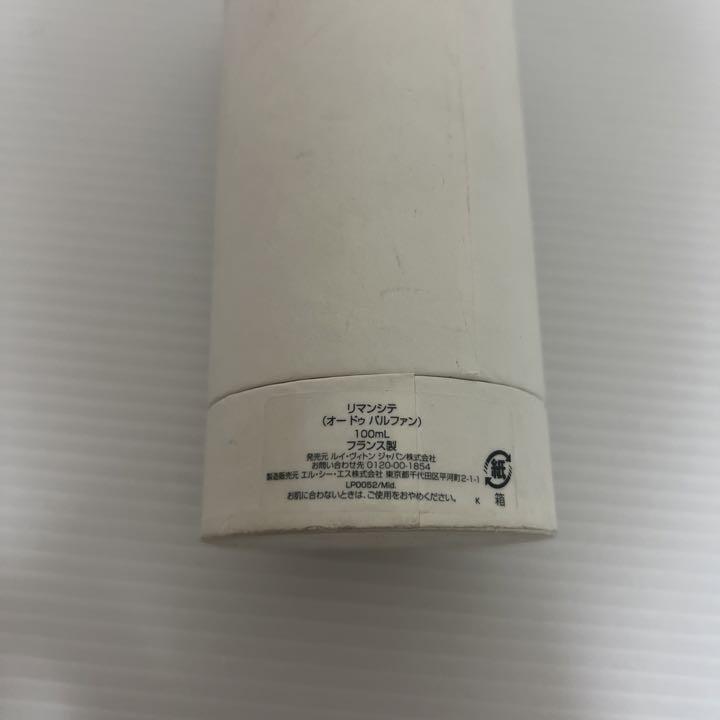 リマンシテ
(オー ドゥ パルファン)
100mL
フランス製
発売元 ルイ・ヴィトン ジャパン株式会社
お問い合わせ先 0120-00-1854
製造販売元 エル・シー・エス株式会社 東京都千代田区平河町2-1-1
LP0052/Mid.
お肌に合わないときは、ご使用をおやめください。
K
紙
箱